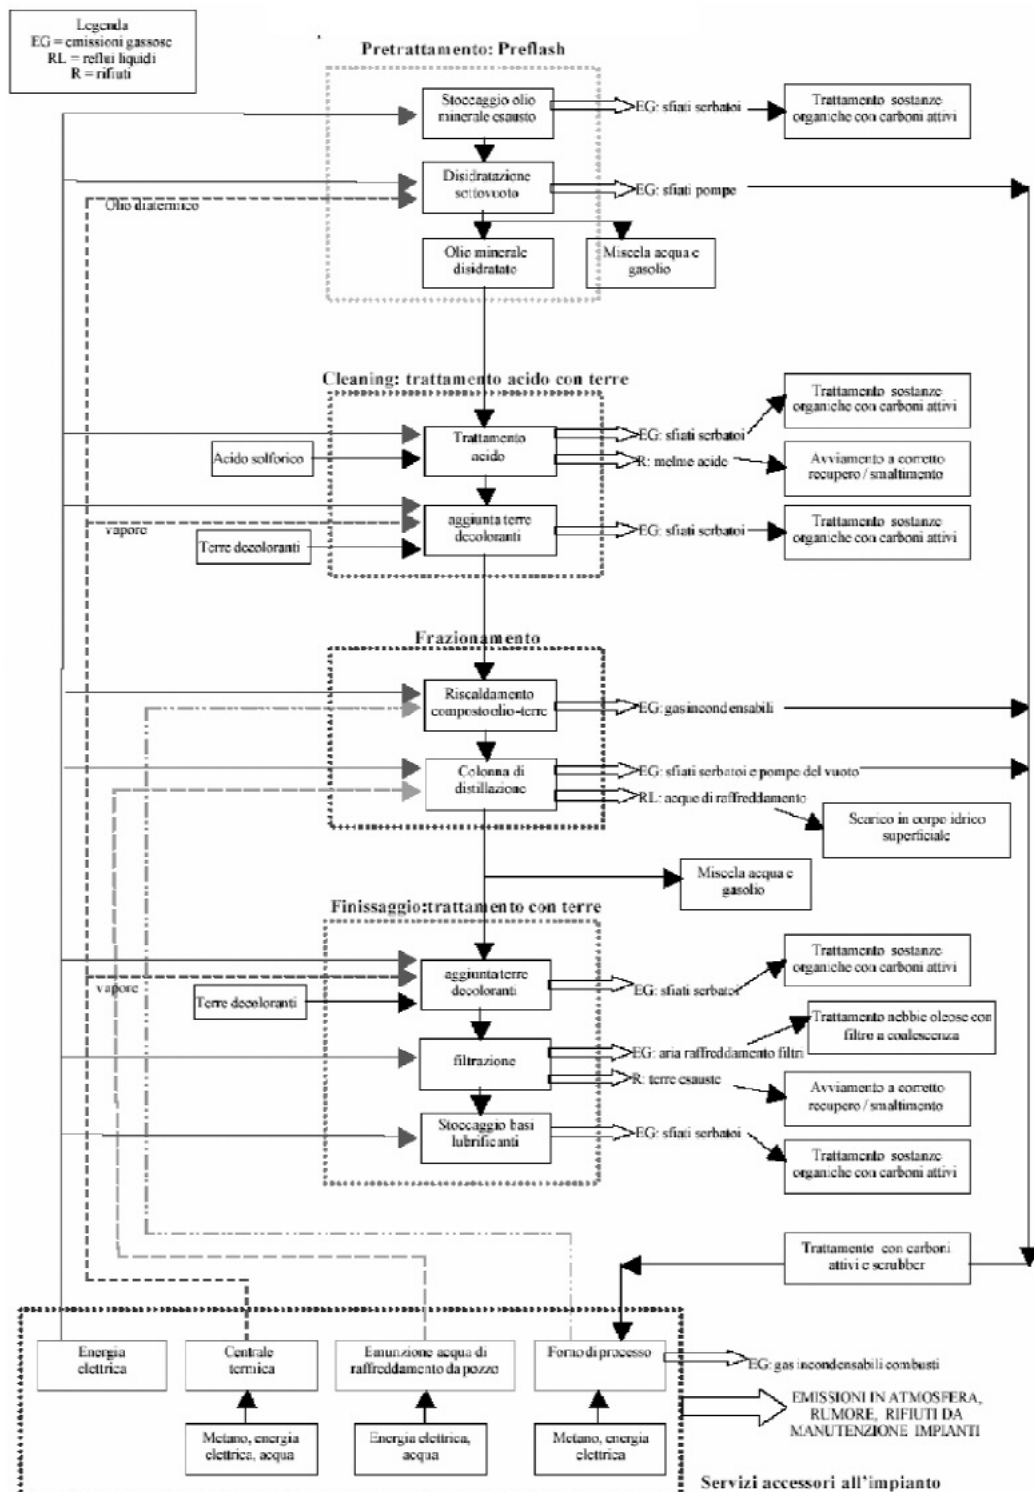 Legenda
EG = emissioni gassose
RL = reflui liquidi
R = rifiuti
Pretrattamento: Preflash
Stoccaggio olio
minerale esausto
EG: sfiati serbatoi
Trattamento sostanze
organiche con carboni attivi
Disidratazione
sottovuoto
EG: sfiati pompe
Olio diatermico
Olio minerale
disidratato
Miscela acqua e
gasolio
Cleaning: trattamento acido con terre
Trattamento
acido
EG: sfiati serbatoi
Trattamento sostanze
organiche con carboni attivi
Acido solforico
R: melme acide
Avviamento a corretto
recupero / smaltimento
vapore
aggiunta terre
decoloranti
EG: sfiati serbatoi
Trattamento sostanze
organiche con carboni attivi
Terre decoloranti
Frazionamento
Riscaldamento
composto olio-terre
EG: gas incondensabili
Colonna di
distillazione
EG: sfiati serbatoi e pompe del vuoto
RL: acque di raffreddamento
Scarico in corpo idrico
superficiale
Miscela acqua e
gasolio
Finissaggio:trattamento con terre
aggiunta terre
decoloranti
EG: sfiati serbatoi
Trattamento sostanze
organiche con carboni attivi
vapore
Terre decoloranti
filtrazione
EG: aria raffreddamento filtri
Trattamento nebbie oleose con
filtro a coalescenza
R: terre esauste
Avviamento a corretto
recupero / smaltimento
Stoccaggio basi
lubrificanti
EG: sfiati serbatoi
Trattamento sostanze
organiche con carboni attivi
Trattamento con carboni
attivi e scrubber
Energia
elettrica
Centrale
termica
Emunzione acqua di
raffreddamento da pozzo
Forno di processo
EG: gas incondensabili combusti
Metano, energia
elettrica, acqua
Energia elettrica,
acqua
Metano, energia
elettrica
EMISSIONI IN ATMOSFERA,
RUMORE, RIFIUTI DA
MANUTENZIONE IMPIANTI
Servizi accessori all'impianto